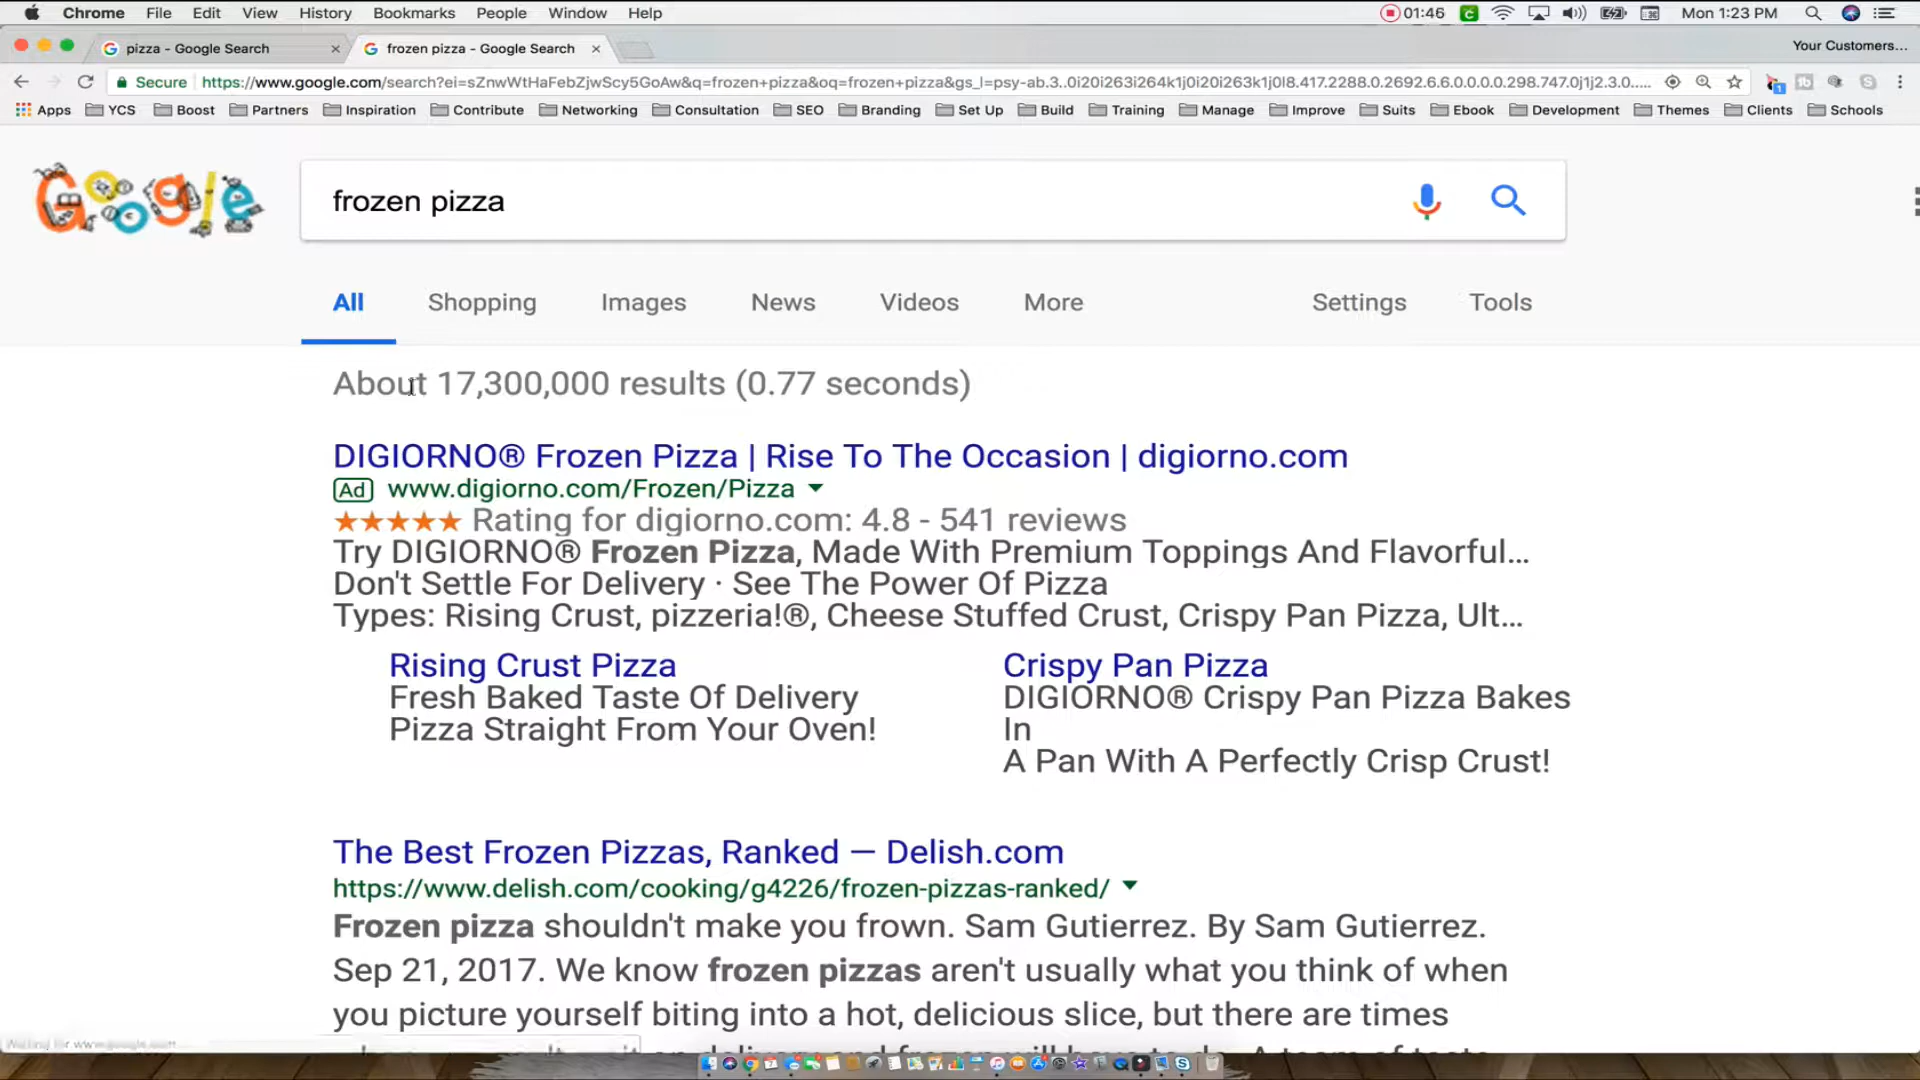 Chrome File Edit View History Bookmarks People Window Help 01:46 Mon 1:23 PM
pizza - Google Search frozen pizza - Google Search Your Customers...
Secure https://www.google.com/search?ei=sZnwWtHaFebZjwScy5GoAw&q=frozen+pizza&oq=frozen+pizza&gs_l=psy-ab.3..0i20i263i264k1j0i20i263k1j0l8.417.2288.0.2692.6.6.0.0.0.0.298.747.0j1j2.3.0....
Apps YCS Boost Partners Inspiration Contribute Networking Consultation SEO Branding Set Up Build Training Manage Improve Suits Ebook Development Themes Clients Schools
Google
frozen pizza
All Shopping Images News Videos More Settings Tools
About 17,300,000 results (0.77 seconds)
DIGIORNO® Frozen Pizza | Rise To The Occasion | digiorno.com
Ad www.digiorno.com/Frozen/Pizza
Rating for digiorno.com: 4.8 - 541 reviews
Try DIGIORNO® Frozen Pizza, Made With Premium Toppings And Flavorful...
Don't Settle For Delivery · See The Power Of Pizza
Types: Rising Crust, pizzeria!®, Cheese Stuffed Crust, Crispy Pan Pizza, Ult...
Rising Crust Pizza
Fresh Baked Taste Of Delivery
Pizza Straight From Your Oven!
Crispy Pan Pizza
DIGIORNO® Crispy Pan Pizza Bakes
In
A Pan With A Perfectly Crisp Crust!
The Best Frozen Pizzas, Ranked — Delish.com
https://www.delish.com/cooking/g4226/frozen-pizzas-ranked/
Frozen pizza shouldn't make you frown. Sam Gutierrez. By Sam Gutierrez.
Sep 21, 2017. We know frozen pizzas aren't usually what you think of when
you picture yourself biting into a hot, delicious slice, but there are times
Waiting for www.google.com...